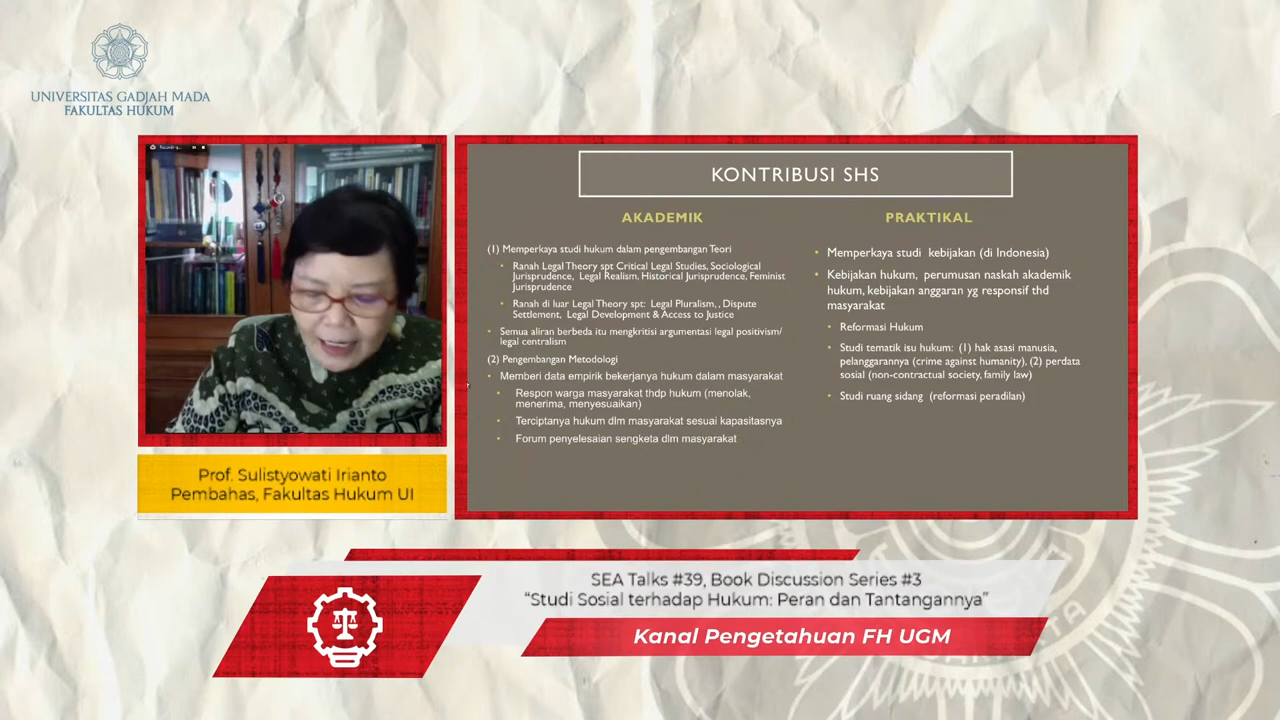 UNIVERSITAS GADJAH MADA
FAKULTAS HUKUM
KONTRIBUSI SHS
AKADEMIK
(1) Memperkaya studi hukum dalam pengembangan Teori
Ranah Legal Theory spt Critical Legal Studies, Sociological
Jurisprudence, Legal Realism, Historical Jurisprudence, Feminist
Jurisprudence
Ranah di luar Legal Theory spt: Legal Pluralism, , Dispute
Settlement, Legal Development & Access to Justice
Semua aliran berbeda itu mengkritisi argumentasi legal positivism/
legal centralism
(2) Pengembangan Metodologi
Memberi data empirik bekerjanya hukum dalam masyarakat
Respon warga masyarakat thdp hukum (menolak,
menerima, menyesuaikan)
Terciptanya hukum dlm masyarakat sesuai kapasitasnya
Forum penyelesaian sengketa dlm masyarakat
PRAKTIKAL
Memperkaya studi kebijakan (di Indonesia)
Kebijakan hukum, perumusan naskah akademik
hukum, kebijakan anggaran yg responsif thd
masyarakat
Reformasi Hukum
Studi tematik isu hukum: (1) hak asasi manusia,
pelanggarannya (crime against humanity), (2) perdata
sosial (non-contractual society, family law)
Studi ruang sidang (reformasi peradilan)
Prof. Sulistyowati Irianto
Pembahas, Fakultas Hukum UI
SEA Talks #39, Book Discussion Series #3
“Studi Sosial terhadap Hukum: Peran dan Tantangannya”
Kanal Pengetahuan FH UGM